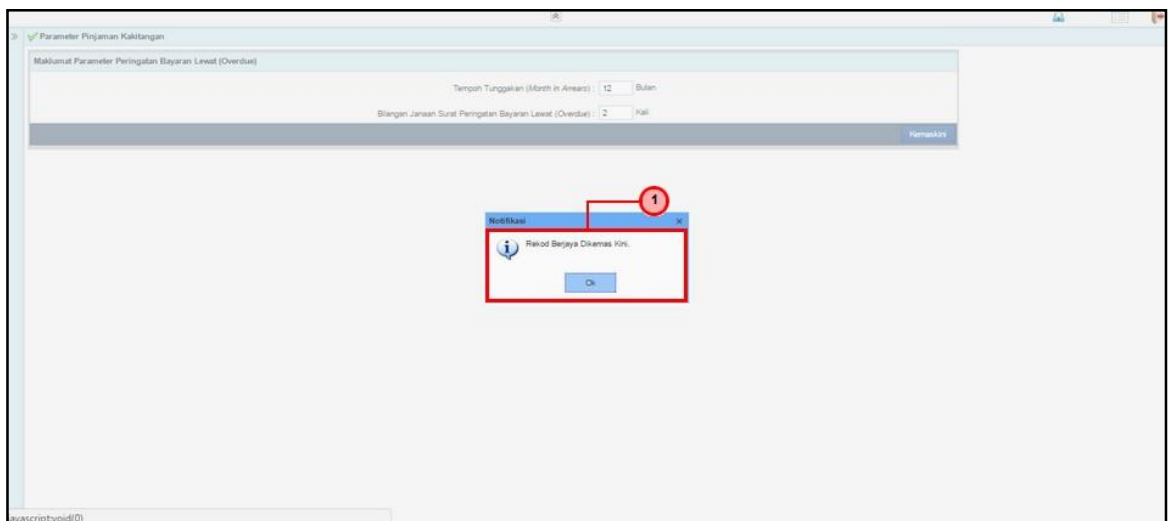 Parameter Pinjaman Kakitangan
Maklumat Parameter Peringatan Bayaran Lewat (Overdue)
Tempoh Tunggakan (Month in Arrears) : 12 Bulan
Bilangan Janaan Surat Peringatan Bayaran Lewat (Overdue) : 2 Kali
Kemaskini
1
Notifikasi ×
Rekod Berjaya Dikemas Kini.
Ok
avascript:void(0)